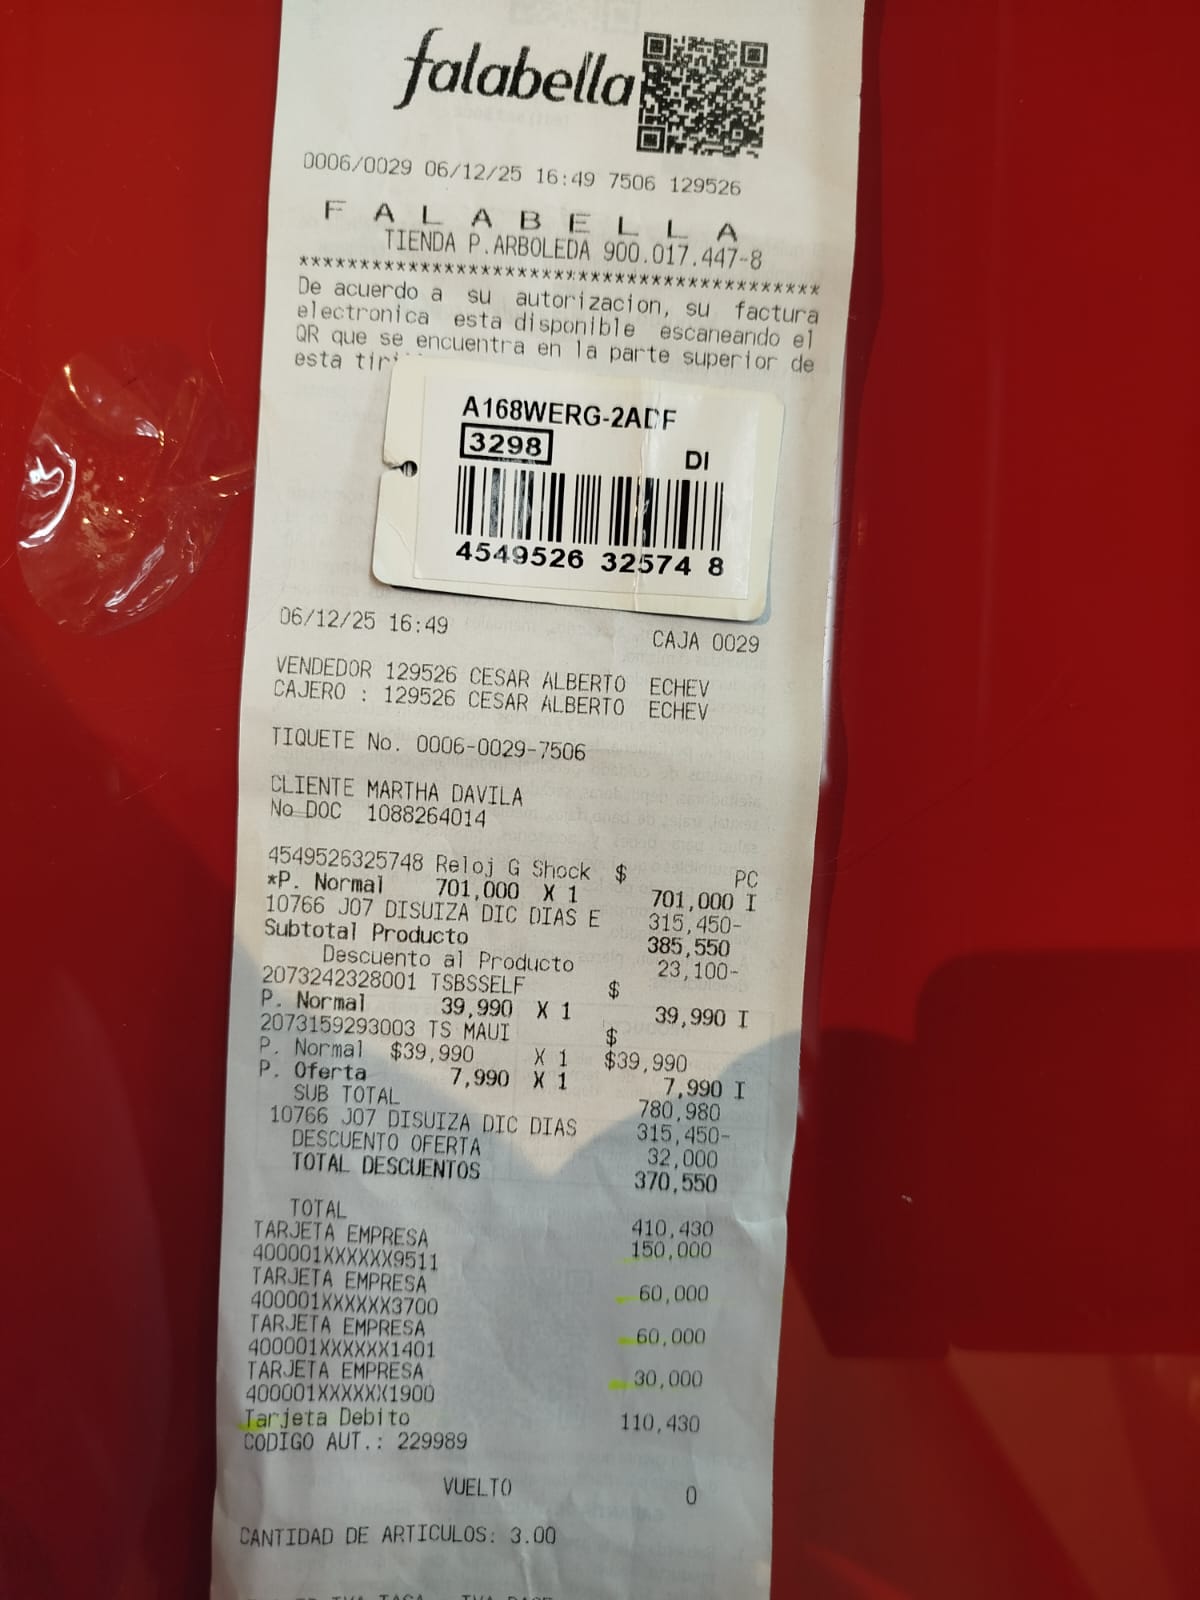 falabella
0006/0029 06/12/25 16:49 7506 129526
F A L A B E L L A
TIENDA P.ARBOLEDA 900.017.447-8
*******************************************
De acuerdo a su autorizacion, su factura
electronica esta disponible escaneando el
QR que se encuentra en la parte superior de
esta
A168WERG-2ADF
3298
DI
4549526 32574 8
06/12/25 16:49 CAJA 0029
VENDEDOR 129526 CESAR ALBERTO ECHEV
CAJERO : 129526 CESAR ALBERTO ECHEV
TIQUETE No. 0006-0029-7506
CLIENTE MARTHA DAVILA
No DOC 1088264014
4549526325748 Reloj G Shock $ PC
*P. Normal 701,000 X 1 701,000 I
10766 J07 DISUIZA DIC DIAS E 315,450-
Subtotal Producto 385,550
Descuento al Producto 23,100-
2073242328001 TSBSSELF $
P. Normal 39,990 X 1 39,990 I
2073159293003 TS MAUI $
P. Normal $39,990 X 1 $39,990
P. Oferta 7,990 X 1 7,990 I
SUB TOTAL 780,980
10766 J07 DISUIZA DIC DIAS 315,450-
DESCUENTO OFERTA 32,000
TOTAL DESCUENTOS 370,550
TOTAL 410,430
TARJETA EMPRESA 150,000
400001XXXXXX9511
TARJETA EMPRESA 60,000
400001XXXXXX3700
TARJETA EMPRESA 60,000
400001XXXXXX1401
TARJETA EMPRESA 30,000
400001XXXXXX1900
Tarjeta Debito 110,430
CODIGO AUT.: 229989
VUELTO 0
CANTIDAD DE ARTICULOS: 3.00